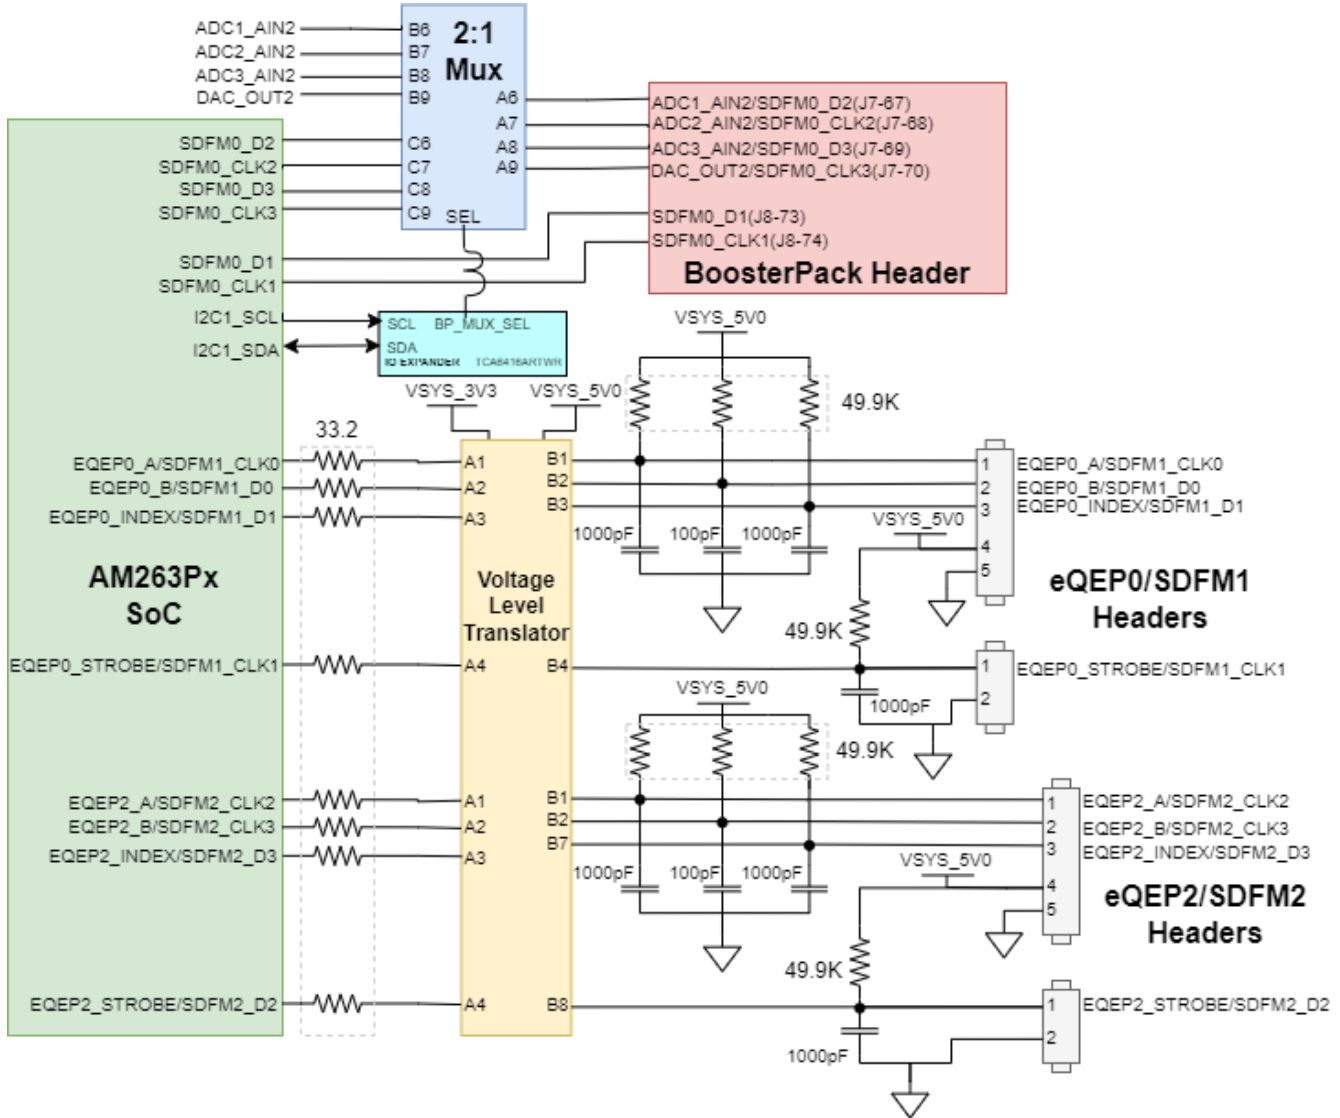 ADC1_AIN2
ADC2_AIN2
ADC3_AIN2
DAC_OUT2
B6
B7
B8
B9
2:1
Mux
A6
A7
A8
A9
C6
C7
C8
C9
SEL
ADC1_AIN2/SDFM0_D2(J7-67)
ADC2_AIN2/SDFM0_CLK2(J7-68)
ADC3_AIN2/SDFM0_D3(J7-69)
DAC_OUT2/SDFM0_CLK3(J7-70)
SDFM0_D1(J8-73)
SDFM0_CLK1(J8-74)
BoosterPack Header
SDFM0_D2
SDFM0_CLK2
SDFM0_D3
SDFM0_CLK3
SDFM0_D1
SDFM0_CLK1
I2C1_SCL
I2C1_SDA
SCL BP_MUX_SEL
SDA
IO EXPANDER TCA6416ARTWR
VSYS_3V3
VSYS_5V0
VSYS_5V0
49.9K
33.2
EQEP0_A/SDFM1_CLK0
EQEP0_B/SDFM1_D0
EQEP0_INDEX/SDFM1_D1
AM263Px
SoC
EQEP0_STROBE/SDFM1_CLK1
EQEP2_A/SDFM2_CLK2
EQEP2_B/SDFM2_CLK3
EQEP2_INDEX/SDFM2_D3
EQEP2_STROBE/SDFM2_D2
A1
A2
A3
B1
B2
B3
Voltage
Level
Translator
A4
B4
A1
A2
A3
B1
B2
B7
A4
B8
1000pF
100pF
1000pF
VSYS_5V0
1
2
3
4
5
EQEP0_A/SDFM1_CLK0
EQEP0_B/SDFM1_D0
EQEP0_INDEX/SDFM1_D1
eQEP0/SDFM1
Headers
49.9K
1000pF
1
2
EQEP0_STROBE/SDFM1_CLK1
VSYS_5V0
49.9K
1000pF
100pF
1000pF
VSYS_5V0
1
2
3
4
5
EQEP2_A/SDFM2_CLK2
EQEP2_B/SDFM2_CLK3
EQEP2_INDEX/SDFM2_D3
eQEP2/SDFM2
Headers
49.9K
1000pF
1
2
EQEP2_STROBE/SDFM2_D2